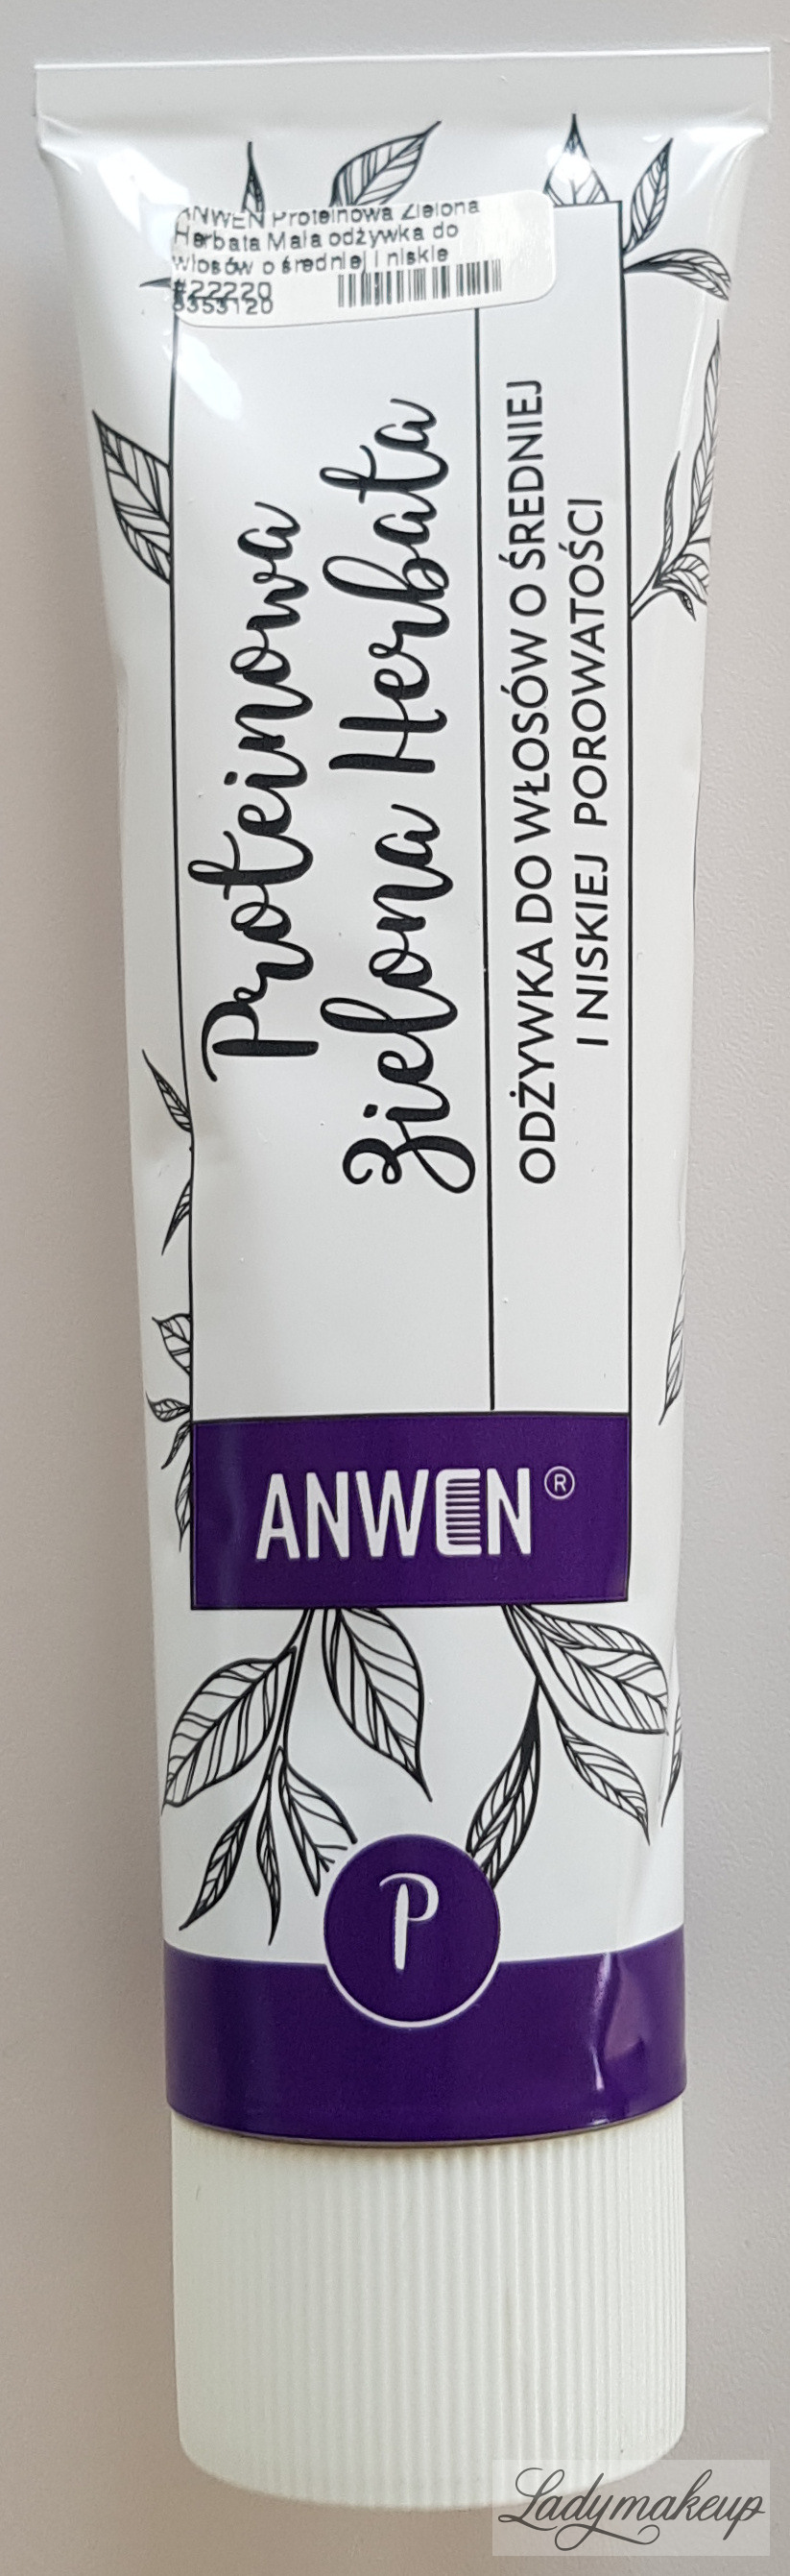 ANWEN Proteinowa Zielona
Herbata Mała odżywka do
włosów o średniej i niskie
#22220
5353120
Proteinowa
Zielona Herbata
ODŻYWKA DO WŁOSÓW O ŚREDNIEJ
I NISKIEJ POROWATOŚCI
ANWEN®
P
Ladymakeup